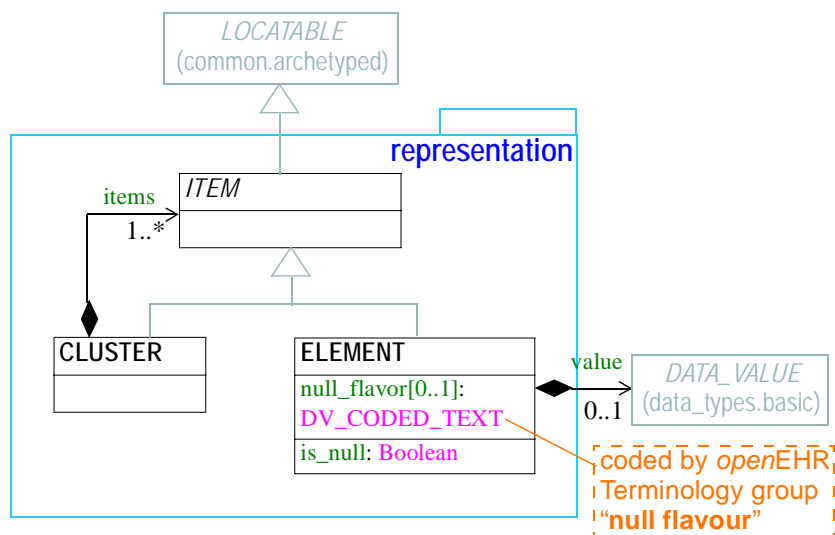 LOCATABLE
(common.archetyped)
representation
items
ITEM
1..*
CLUSTER
ELEMENT
null_flavor[0..1]:
DV_CODED_TEXT
is_null: Boolean
value
0..1
DATA_VALUE
(data_types.basic)
coded by openEHR
Terminology group
“null flavour”